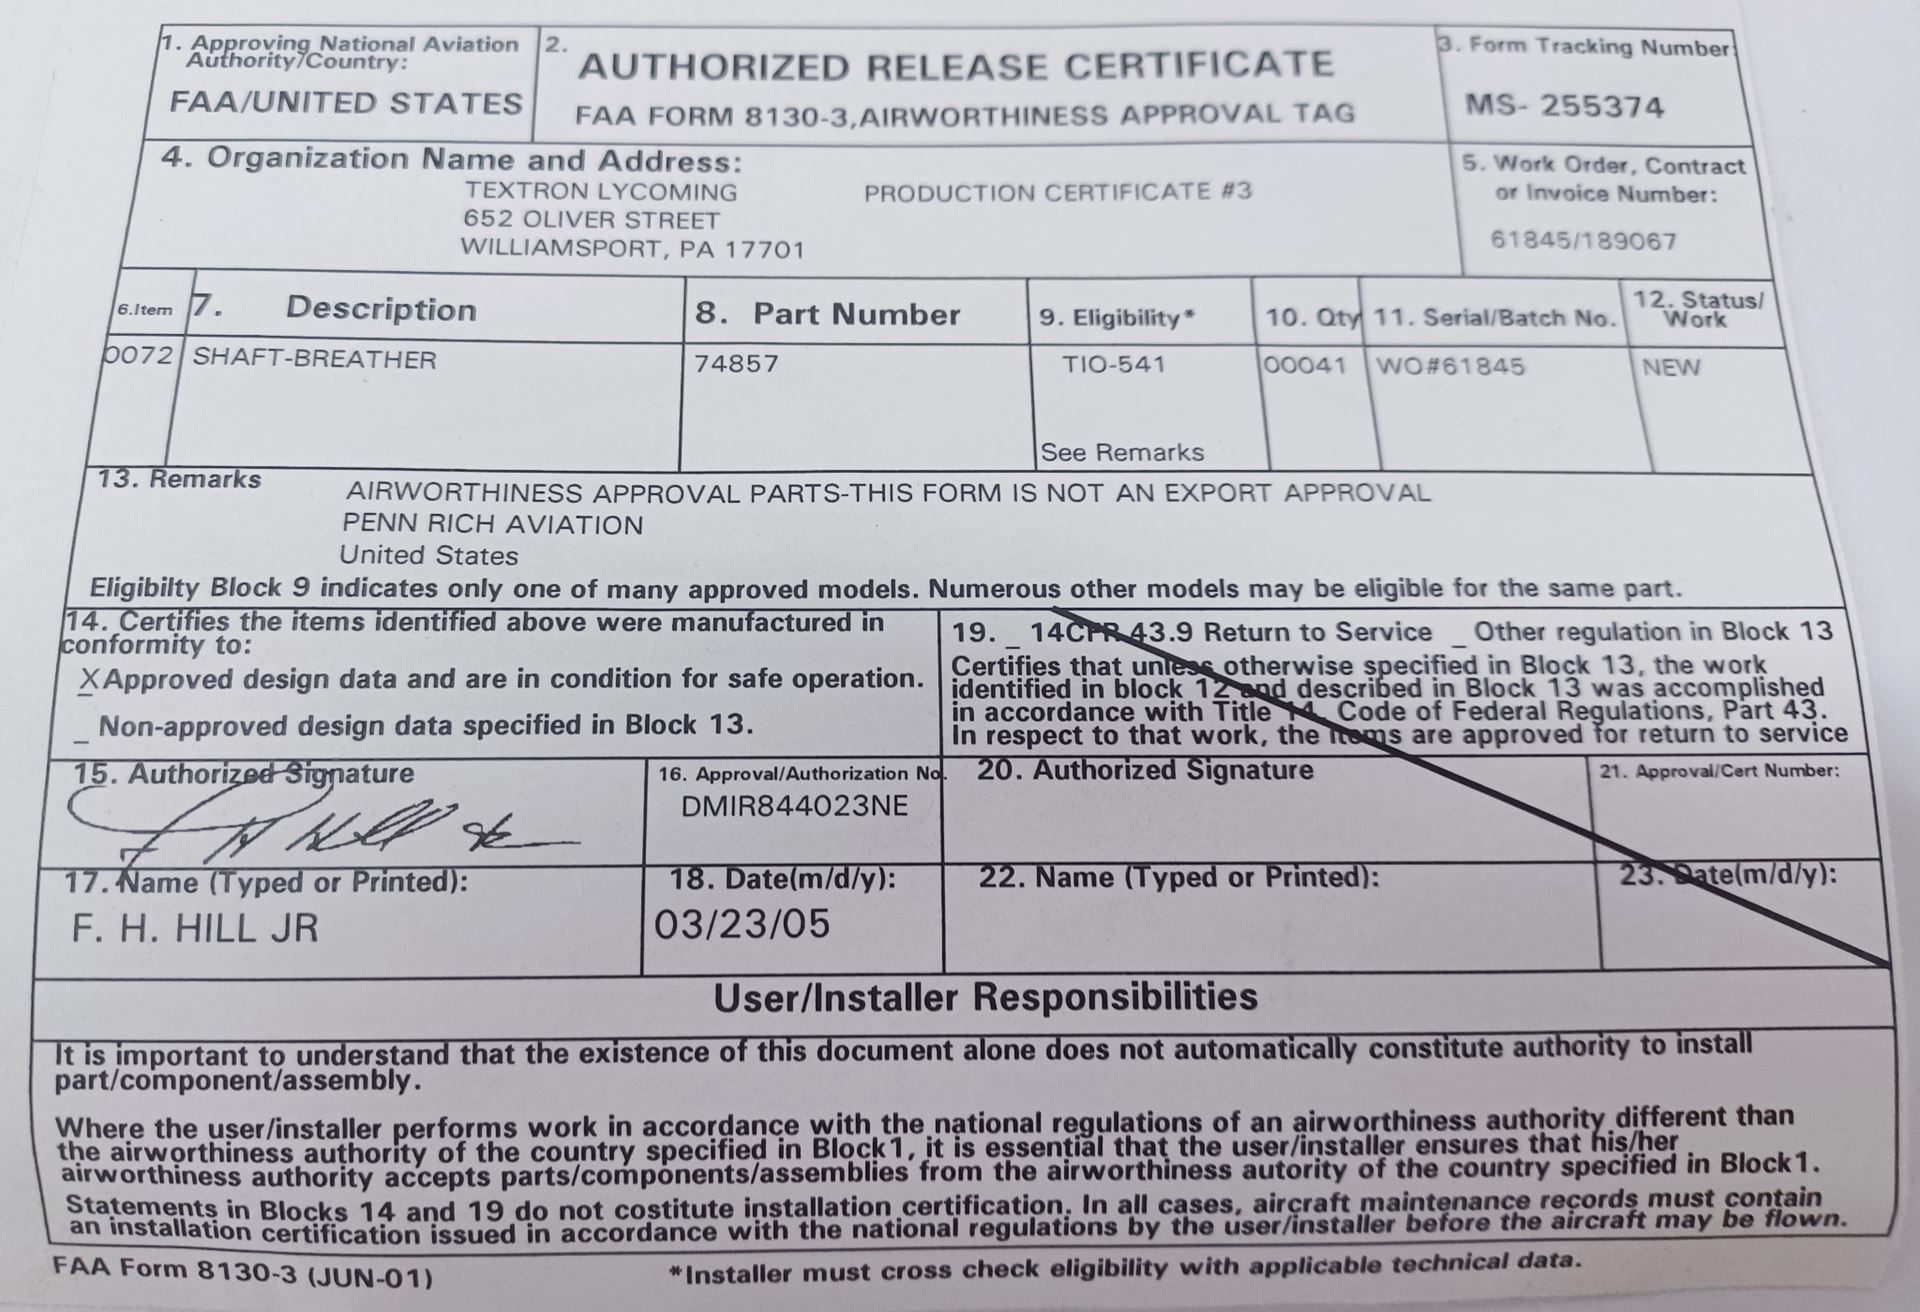 1. Approving National Aviation
Authority/Country:
FAA/UNITED STATES
2.
AUTHORIZED RELEASE CERTIFICATE
FAA FORM 8130-3,AIRWORTHINESS APPROVAL TAG
3. Form Tracking Number
MS- 255374
4. Organization Name and Address:
TEXTRON LYCOMING PRODUCTION CERTIFICATE #3
652 OLIVER STREET
WILLIAMSPORT, PA 17701
5. Work Order, Contract
or Invoice Number:
61845/189067
6.Item 7. Description 8. Part Number 9. Eligibility* 10. Qty 11. Serial/Batch No. 12. Status/
Work
0072 SHAFT-BREATHER 74857 TIO-541 00041 WO#61845 NEW
See Remarks
13. Remarks
AIRWORTHINESS APPROVAL PARTS-THIS FORM IS NOT AN EXPORT APPROVAL
PENN RICH AVIATION
United States
Eligibilty Block 9 indicates only one of many approved models. Numerous other models may be eligible for the same part.
14. Certifies the items identified above were manufactured in
conformity to:
X Approved design data and are in condition for safe operation.
_ Non-approved design data specified in Block 13.
19. _ 14CFR 43.9 Return to Service _ Other regulation in Block 13
Certifies that unless otherwise specified in Block 13, the work
identified in block 12 and described in Block 13 was accomplished
in accordance with Title 14, Code of Federal Regulations, Part 43.
In respect to that work, the items are approved for return to service
15. Authorized Signature
F H Hill Jr
16. Approval/Authorization No.
DMIR844023NE
20. Authorized Signature
21. Approval/Cert Number:
17. Name (Typed or Printed):
F. H. HILL JR
18. Date(m/d/y):
03/23/05
22. Name (Typed or Printed):
23. Date(m/d/y):
User/Installer Responsibilities
It is important to understand that the existence of this document alone does not automatically constitute authority to install
part/component/assembly.
Where the user/installer performs work in accordance with the national regulations of an airworthiness authority different than
the airworthiness authority of the country specified in Block1, it is essential that the user/installer ensures that his/her
airworthiness authority accepts parts/components/assemblies from the airworthiness autority of the country specified in Block1.
Statements in Blocks 14 and 19 do not costitute installation certification. In all cases, aircraft maintenance records must contain
an installation certification issued in accordance with the national regulations by the user/installer before the aircraft may be flown.
FAA Form 8130-3 (JUN-01)
*Installer must cross check eligibility with applicable technical data.